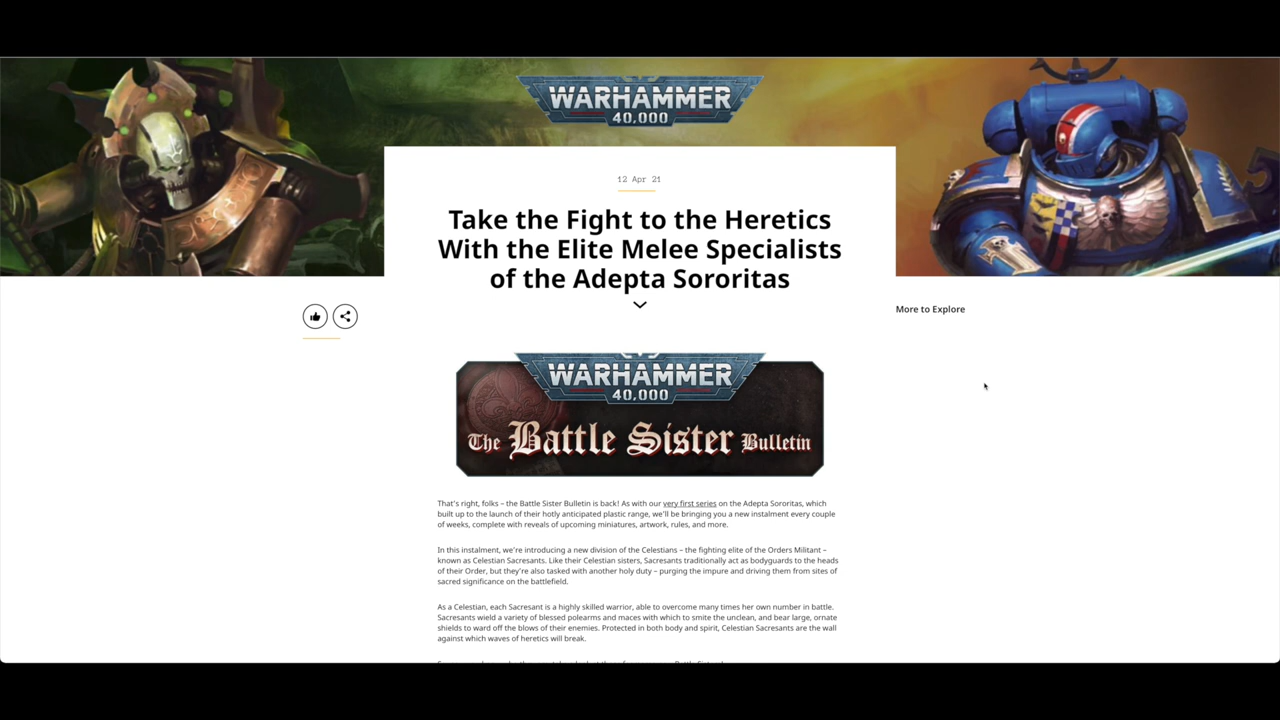 WARHAMMER
40,000
12 Apr 21
Take the Fight to the Heretics
With the Elite Melee Specialists
of the Adepta Sororitas
More to Explore
WARHAMMER
40,000
The Battle Sister Bulletin
That's right, folks – the Battle Sister Bulletin is back! As with our very first series on the Adepta Sororitas, which
built up to the launch of their hotly anticipated plastic range, we'll be bringing you a new instalment every couple
of weeks, complete with reveals of upcoming miniatures, artwork, rules, and more.
In this instalment, we're introducing a new division of the Celestians – the fighting elite of the Orders Militant –
known as Celestian Sacresants. Like their Celestian sisters, Sacresants traditionally act as bodyguards to the heads
of their Order, but they're also tasked with another holy duty – purging the impure and driving them from sites of
sacred significance on the battlefield.
As a Celestian, each Sacresant is a highly skilled warrior, able to overcome many times her own number in battle.
Sacresants wield a variety of blessed polearms and maces with which to smite the unclean, and bear large, ornate
shields to ward off the blows of their enemies. Protected in both body and spirit, Celestian Sacresants are the wall
against which waves of heretics will break.